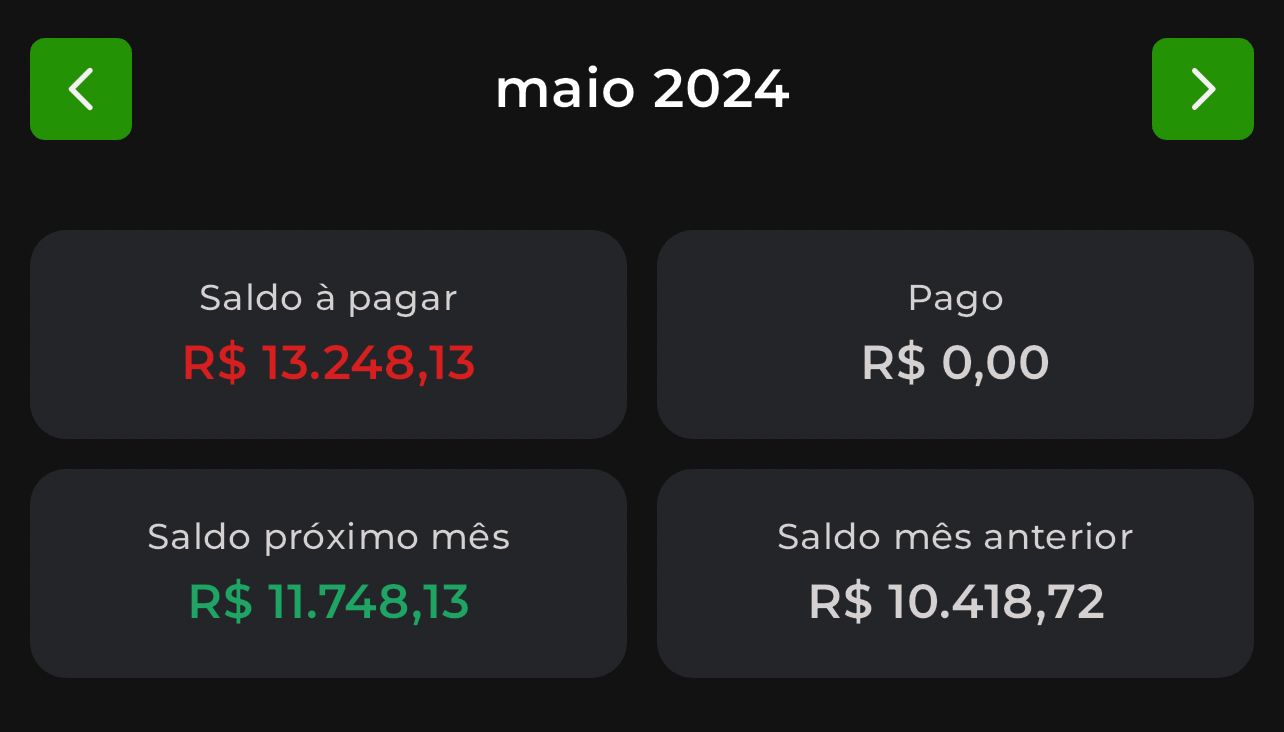 maio 2024
Saldo à pagar
R$ 13.248,13
Pago
R$ 0,00
Saldo próximo mês
R$ 11.748,13
Saldo mês anterior
R$ 10.418,72